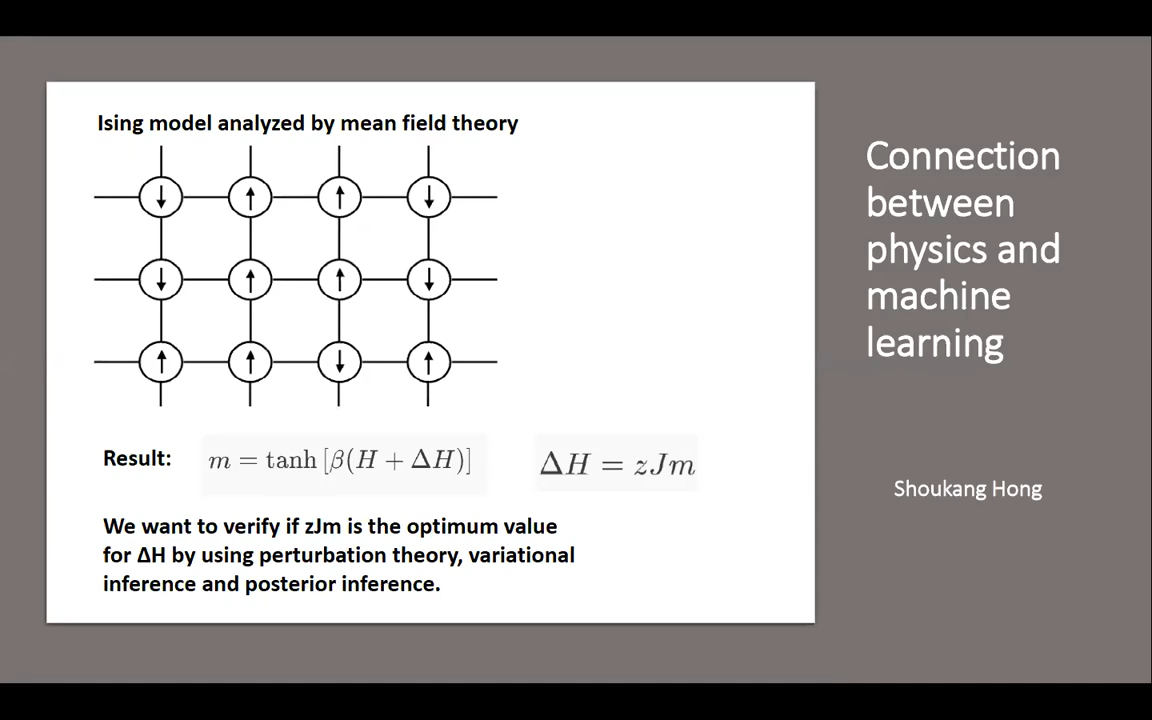 Ising model analyzed by mean field theory
Result: m = tanh [β(H + ΔH)] ΔH = zJm
We want to verify if zJm is the optimum value
for ΔH by using perturbation theory, variational
inference and posterior inference.
Connection
between
physics and
machine
learning
Shoukang Hong